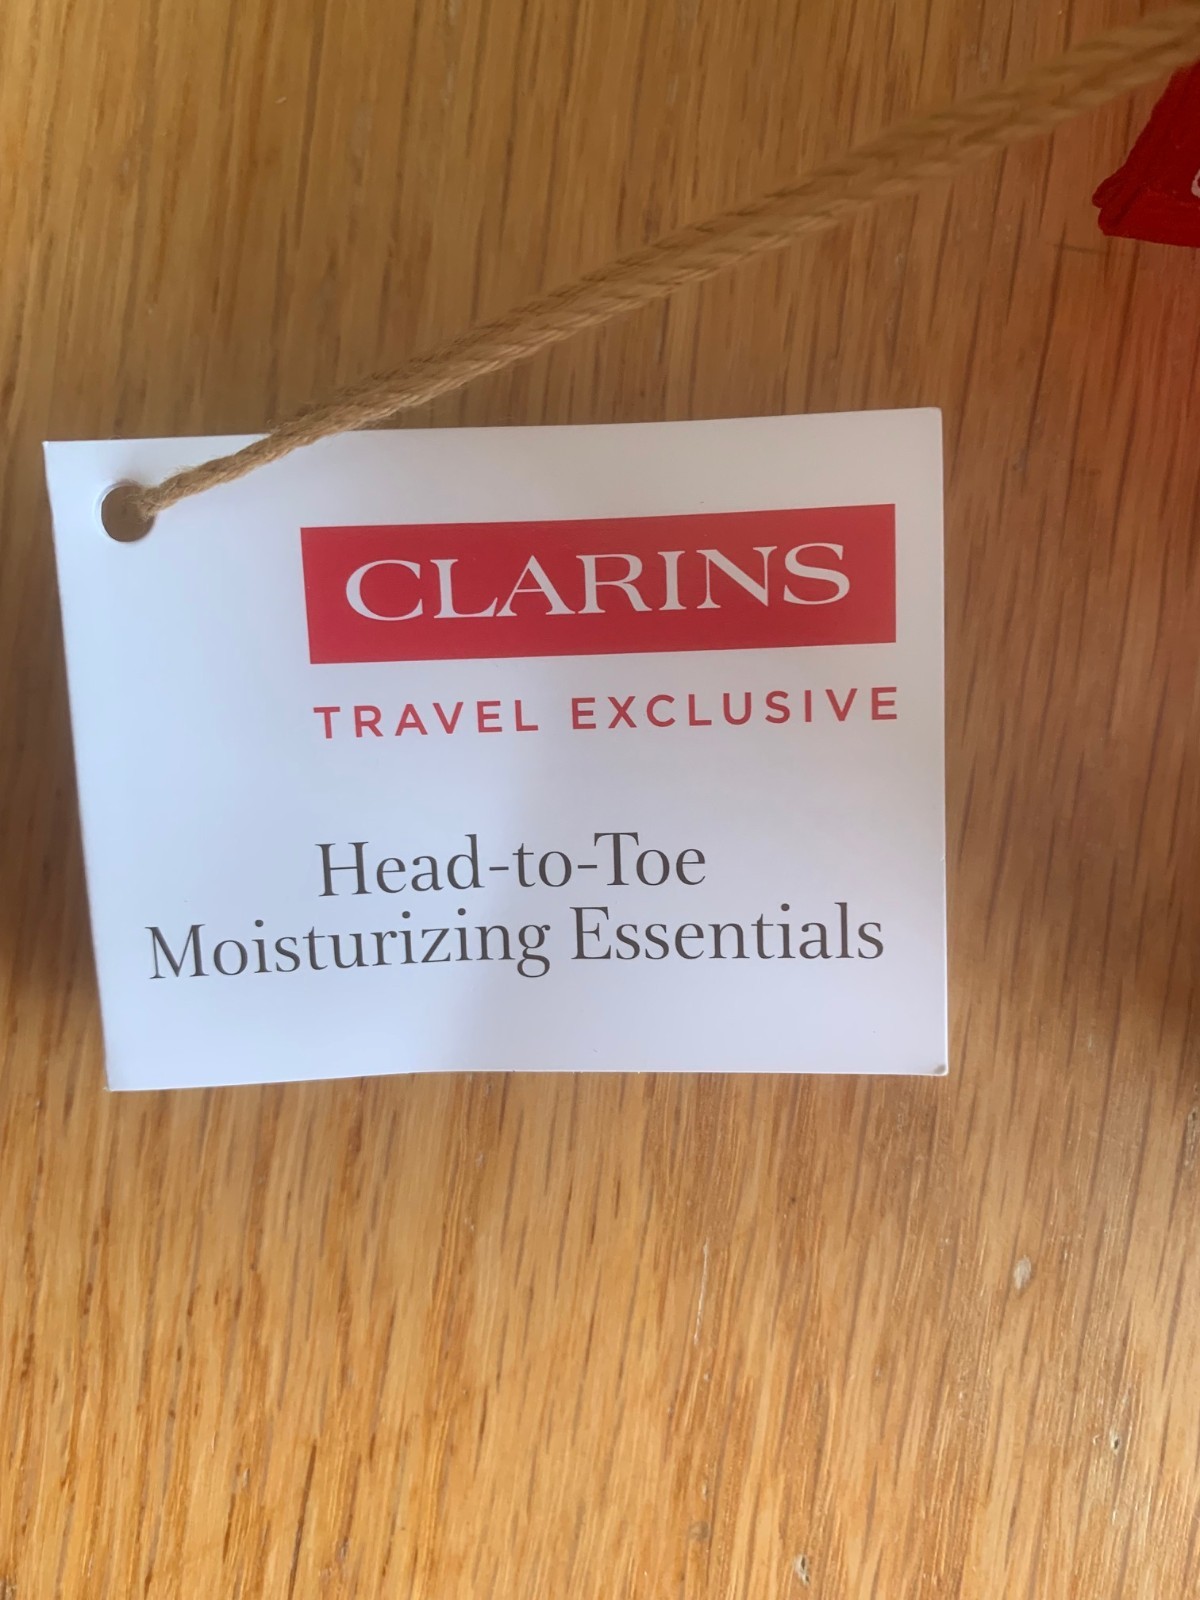 CLARINS
TRAVEL EXCLUSIVE
Head-to-Toe
Moisturizing Essentials